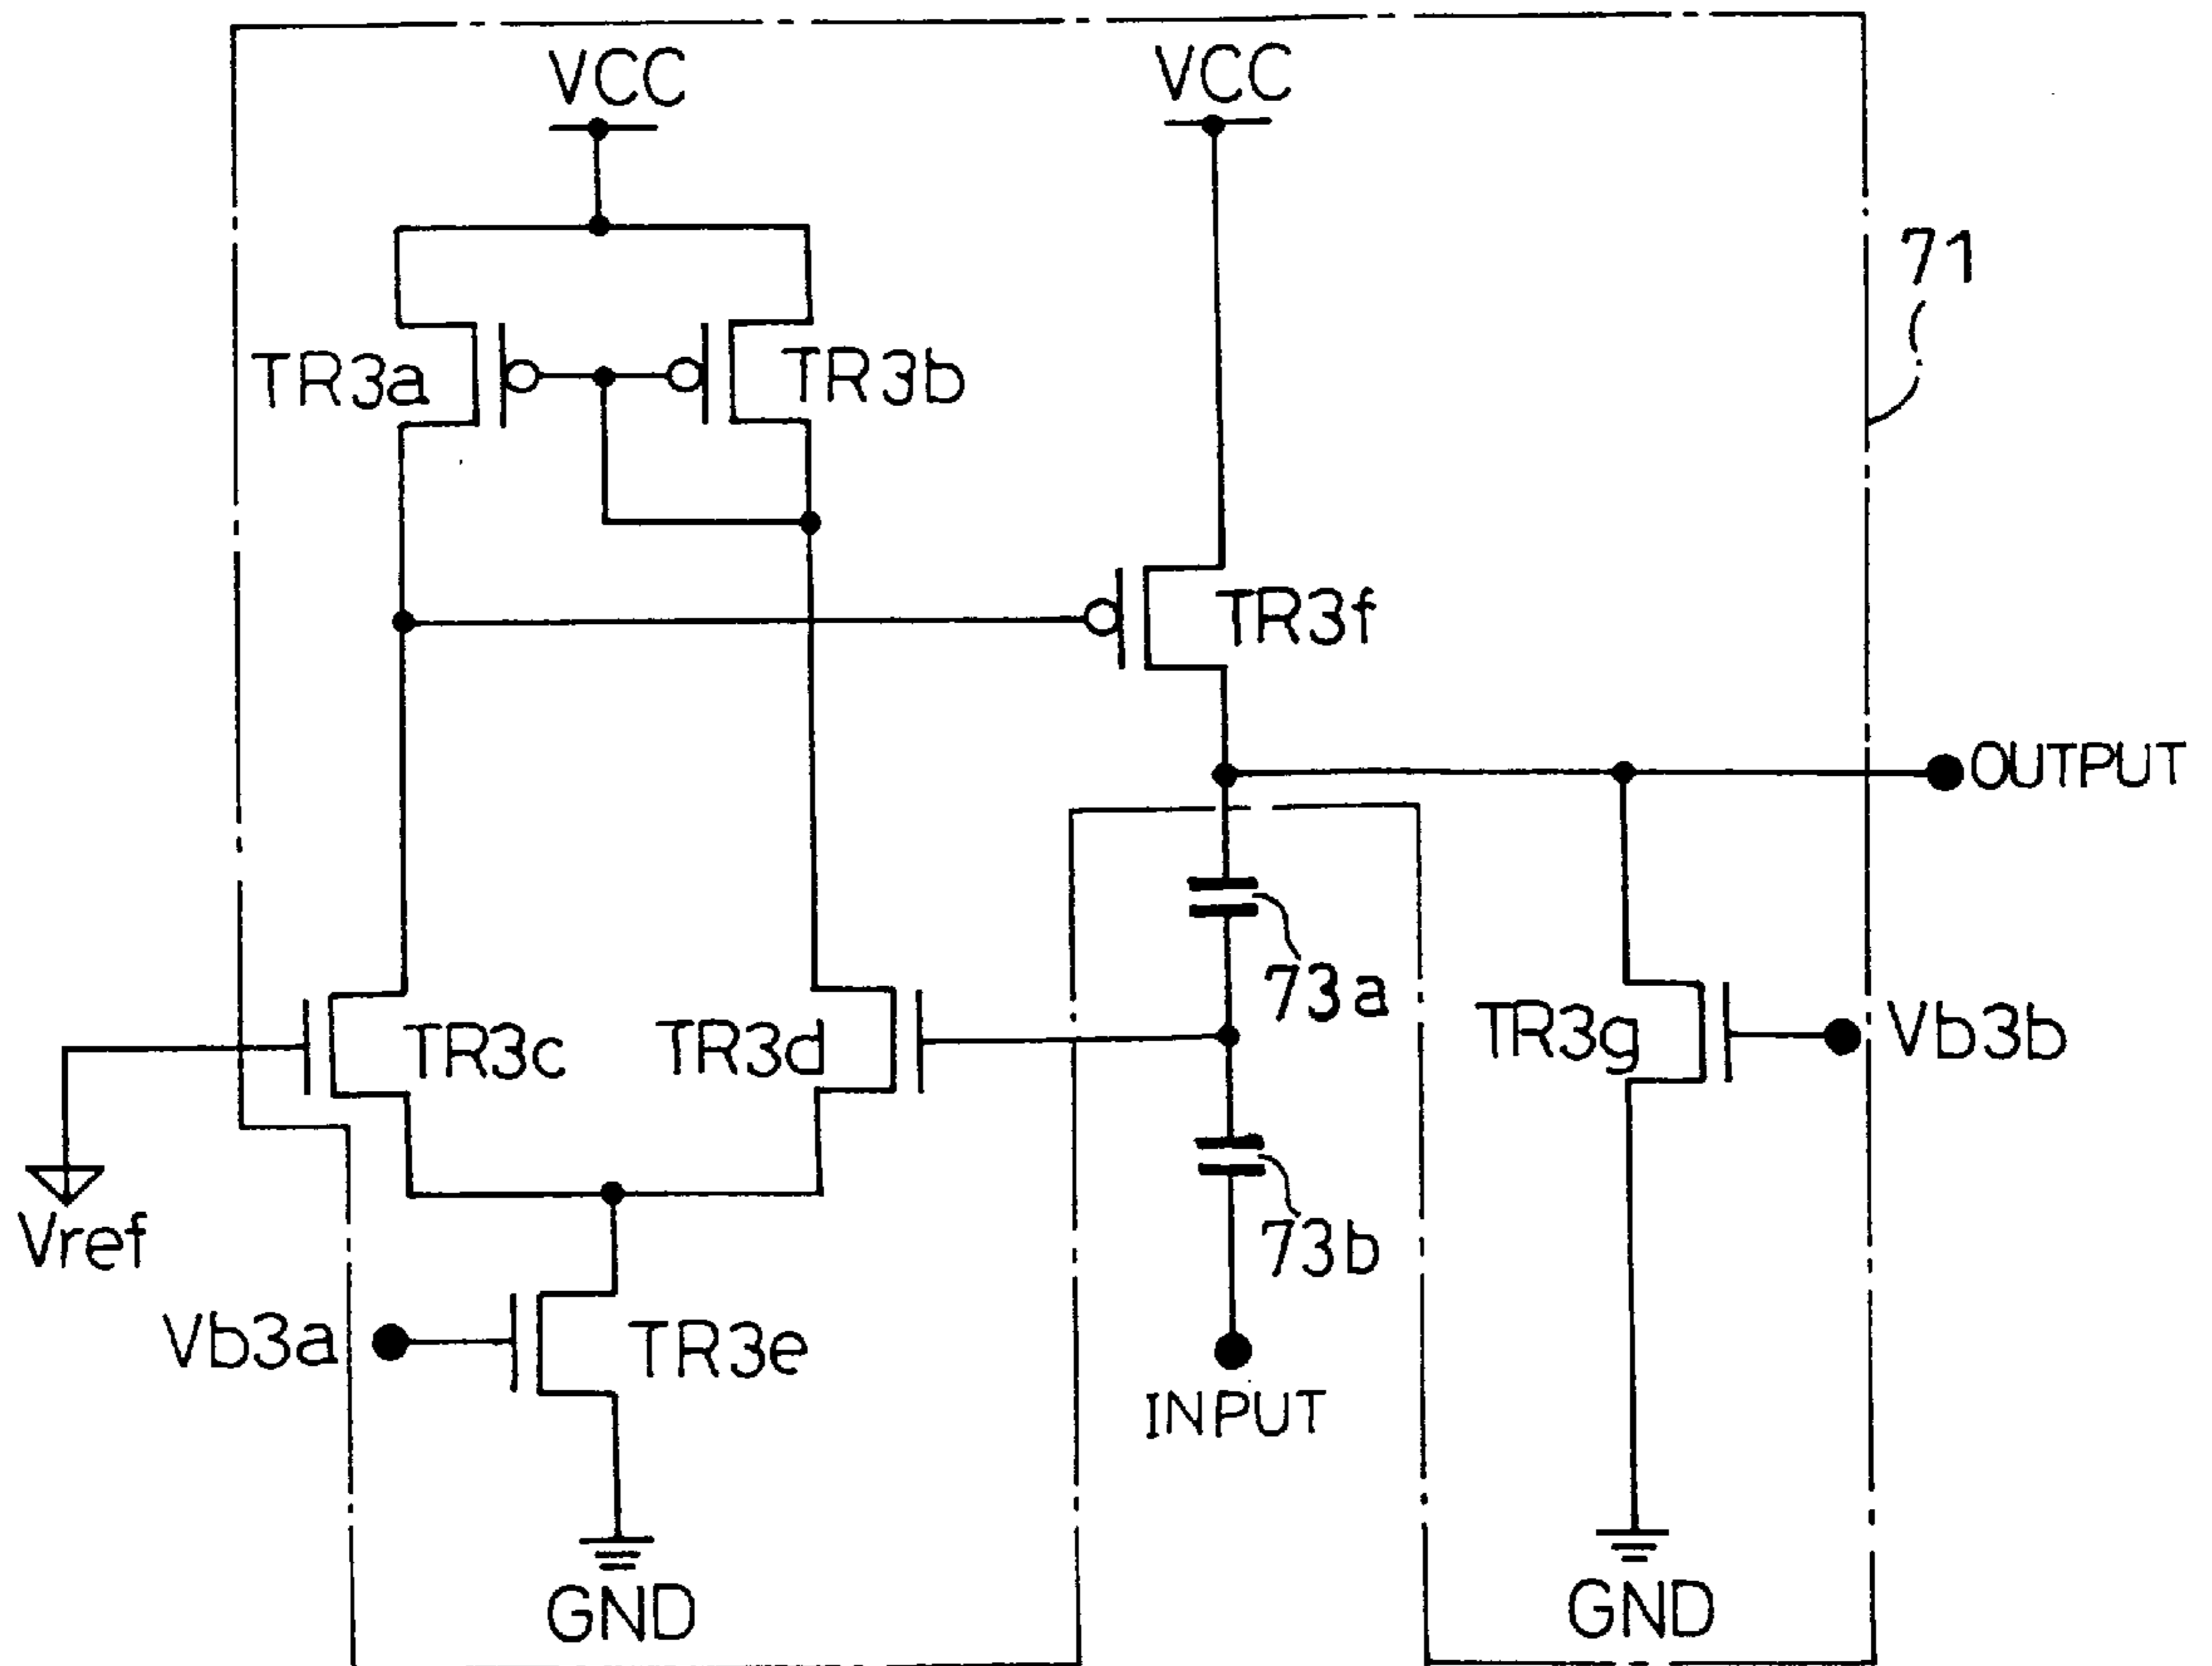 VCC
VCC
71
TR3a
TR3b
TR3f
OUTPUT
73a
TR3c
TR3d
TR3g
Vb3b
Vref
73b
Vb3a
TR3e
INPUT
GND
GND